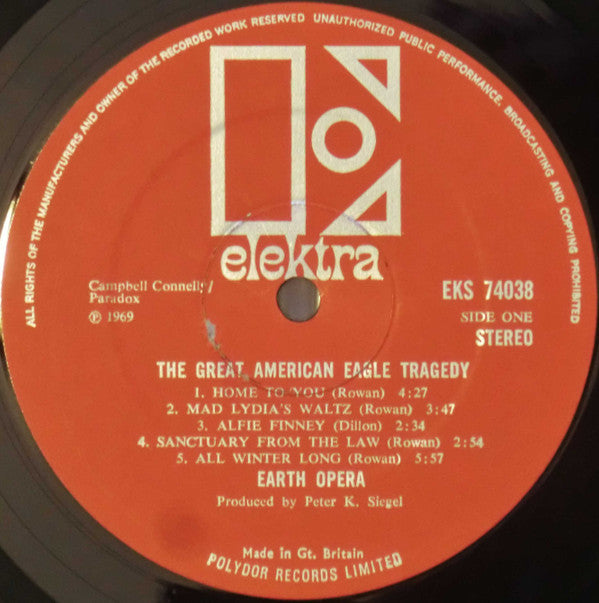 ALL RIGHTS OF THE MANUFACTURERS AND OWNER OF THE RECORDED WORK RESERVED UNAUTHORIZED PUBLIC PERFORMANCE, BROADCASTING AND COPYING PROHIBITED
elektra
Campbell Connelly/
Paradox
℗ 1969
EKS 74038
SIDE ONE
STEREO
THE GREAT AMERICAN EAGLE TRAGEDY
1. HOME TO YOU (Rowan) 4:27
2. MAD LYDIA'S WALTZ (Rowan) 3:47
3. ALFIE FINNEY (Dillon) 2:34
4. SANCTUARY FROM THE LAW (Rowan) 2:54
5. ALL WINTER LONG (Rowan) 5:57
EARTH OPERA
Produced by Peter K. Siegel
Made in Gt. Britain
POLYDOR RECORDS LIMITED